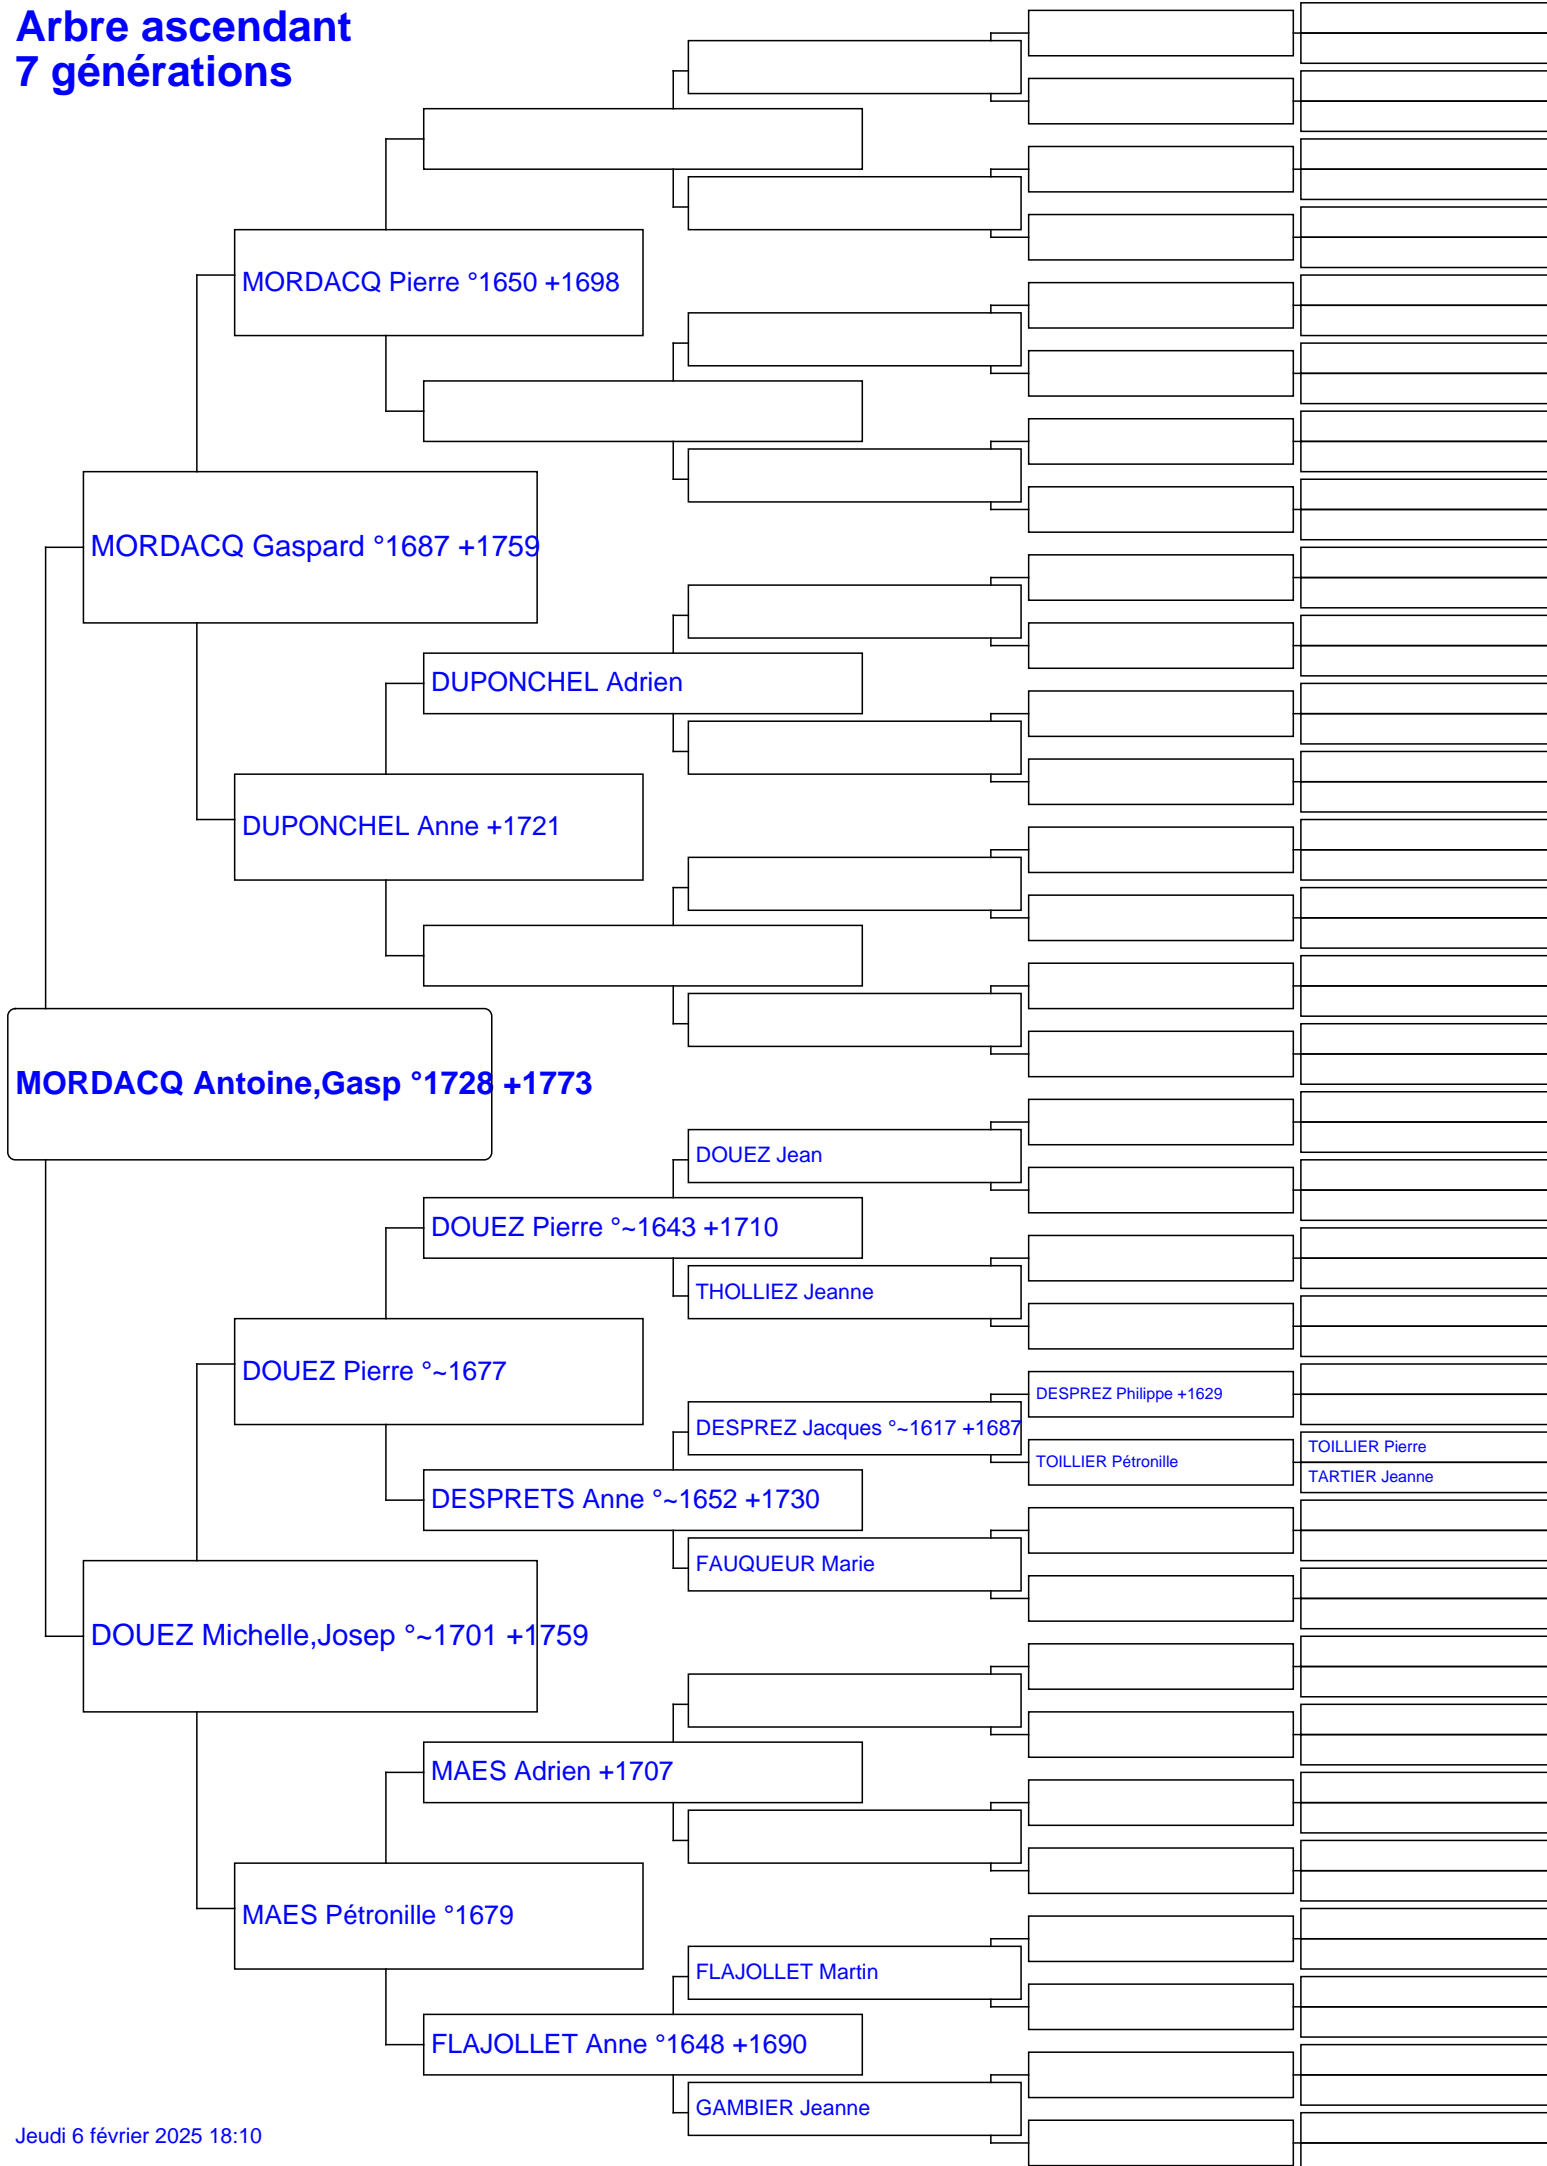 Arbre ascendant
7 générations
MORDACQ Pierre °1650 +1698
MORDACQ Gaspard °1687 +1759
DUPONCHEL Adrien
DUPONCHEL Anne +1721
MORDACQ Antoine,Gasp °1728 +1773
DOUEZ Jean
DOUEZ Pierre °~1643 +1710
THOLLIEZ Jeanne
DOUEZ Pierre °~1677
DESPREZ Philippe +1629
DESPREZ Jacques °~1617 +1687
TOILLIER Pierre
TOILLIER Pétronille
TARTIER Jeanne
DESPRETS Anne °~1652 +1730
FAUQUEUR Marie
DOUEZ Michelle,Josep °~1701 +1759
MAES Adrien +1707
MAES Pétronille °1679
FLAJOLLET Martin
FLAJOLLET Anne °1648 +1690
GAMBIER Jeanne
Jeudi 6 février 2025 18:10